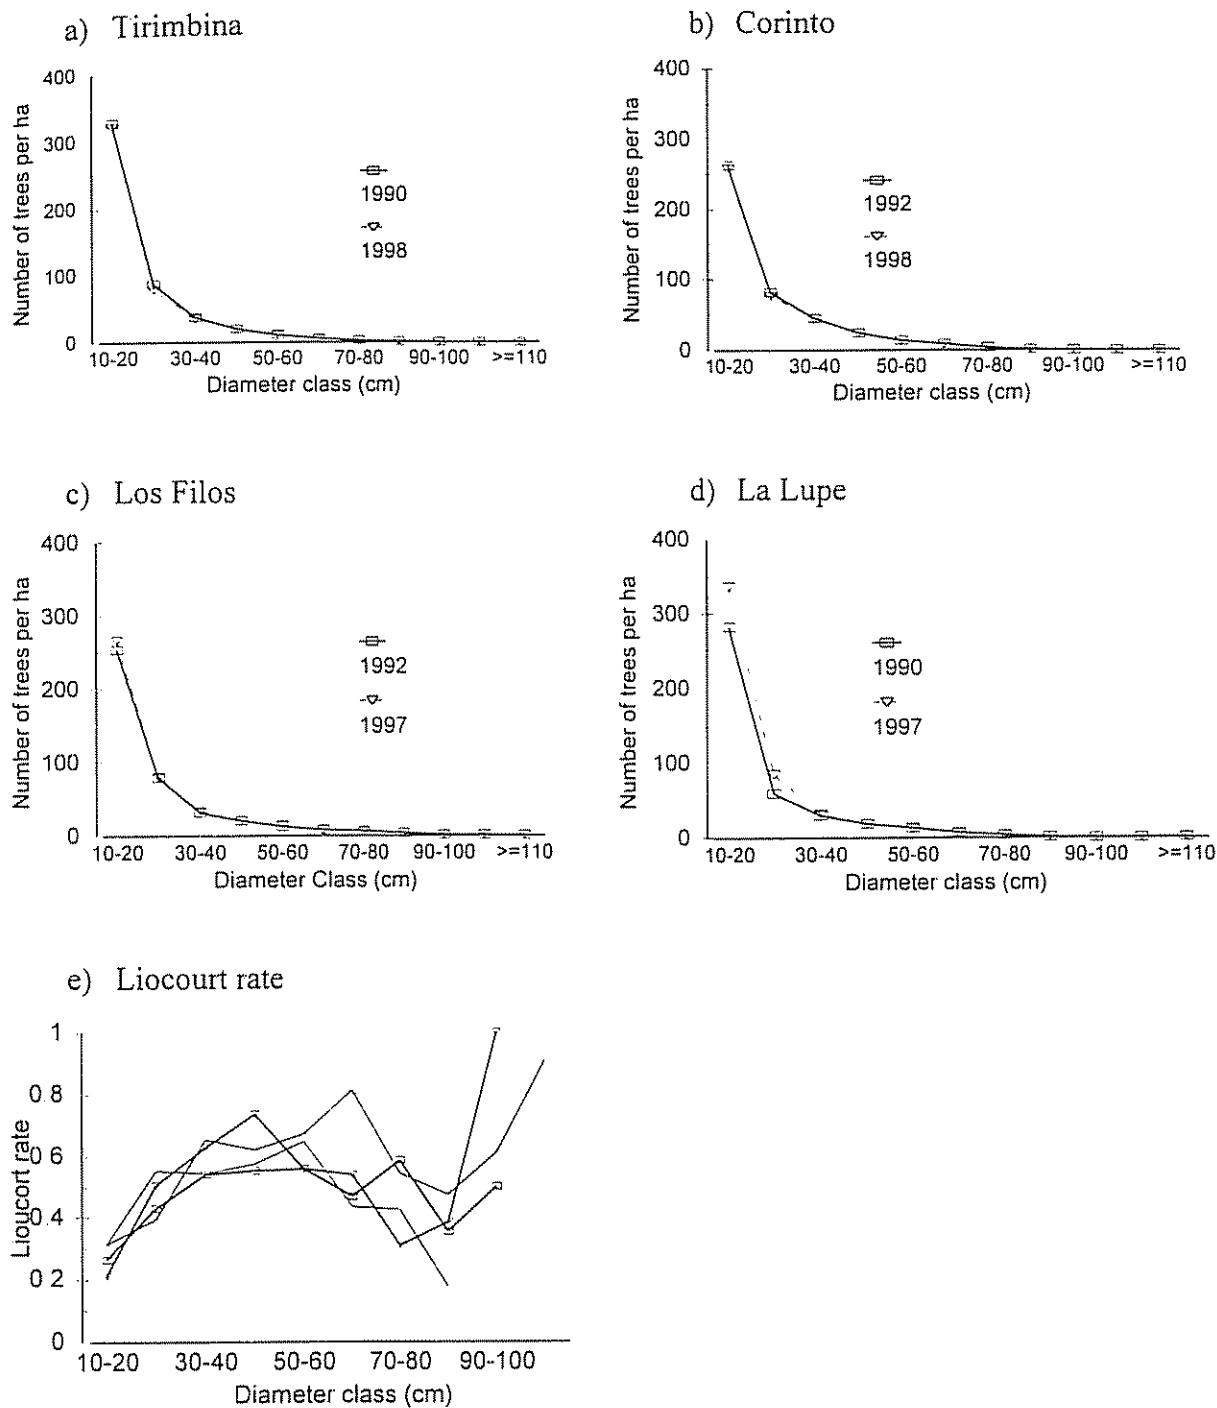 a) Tirimbina
400
300
200
100
0
Number of trees per ha
1990
1998
10-20 30-40 50-60 70-80 90-100 >=110
Diameter class (cm)
b) Corinto
400
300
200
100
0
Number of trees per ha
1992
1998
10-20 30-40 50-60 70-80 90-100 >=110
Diameter class (cm)
c) Los Filos
400
300
200
100
0
Number of trees per ha
1992
1997
10-20 30-40 50-60 70-80 90-100 >=110
Diameter Class (cm)
d) La Lupe
400
300
200
100
0
Number of trees per ha
1990
1997
10-20 30-40 50-60 70-80 90-100 >=110
Diameter class (cm)
e) Liocourt rate
1
0 8
0 6
0 4
0 2
0
Lioucort rate
10-20 30-40 50-60 70-80 90-100
Diameter class (cm)